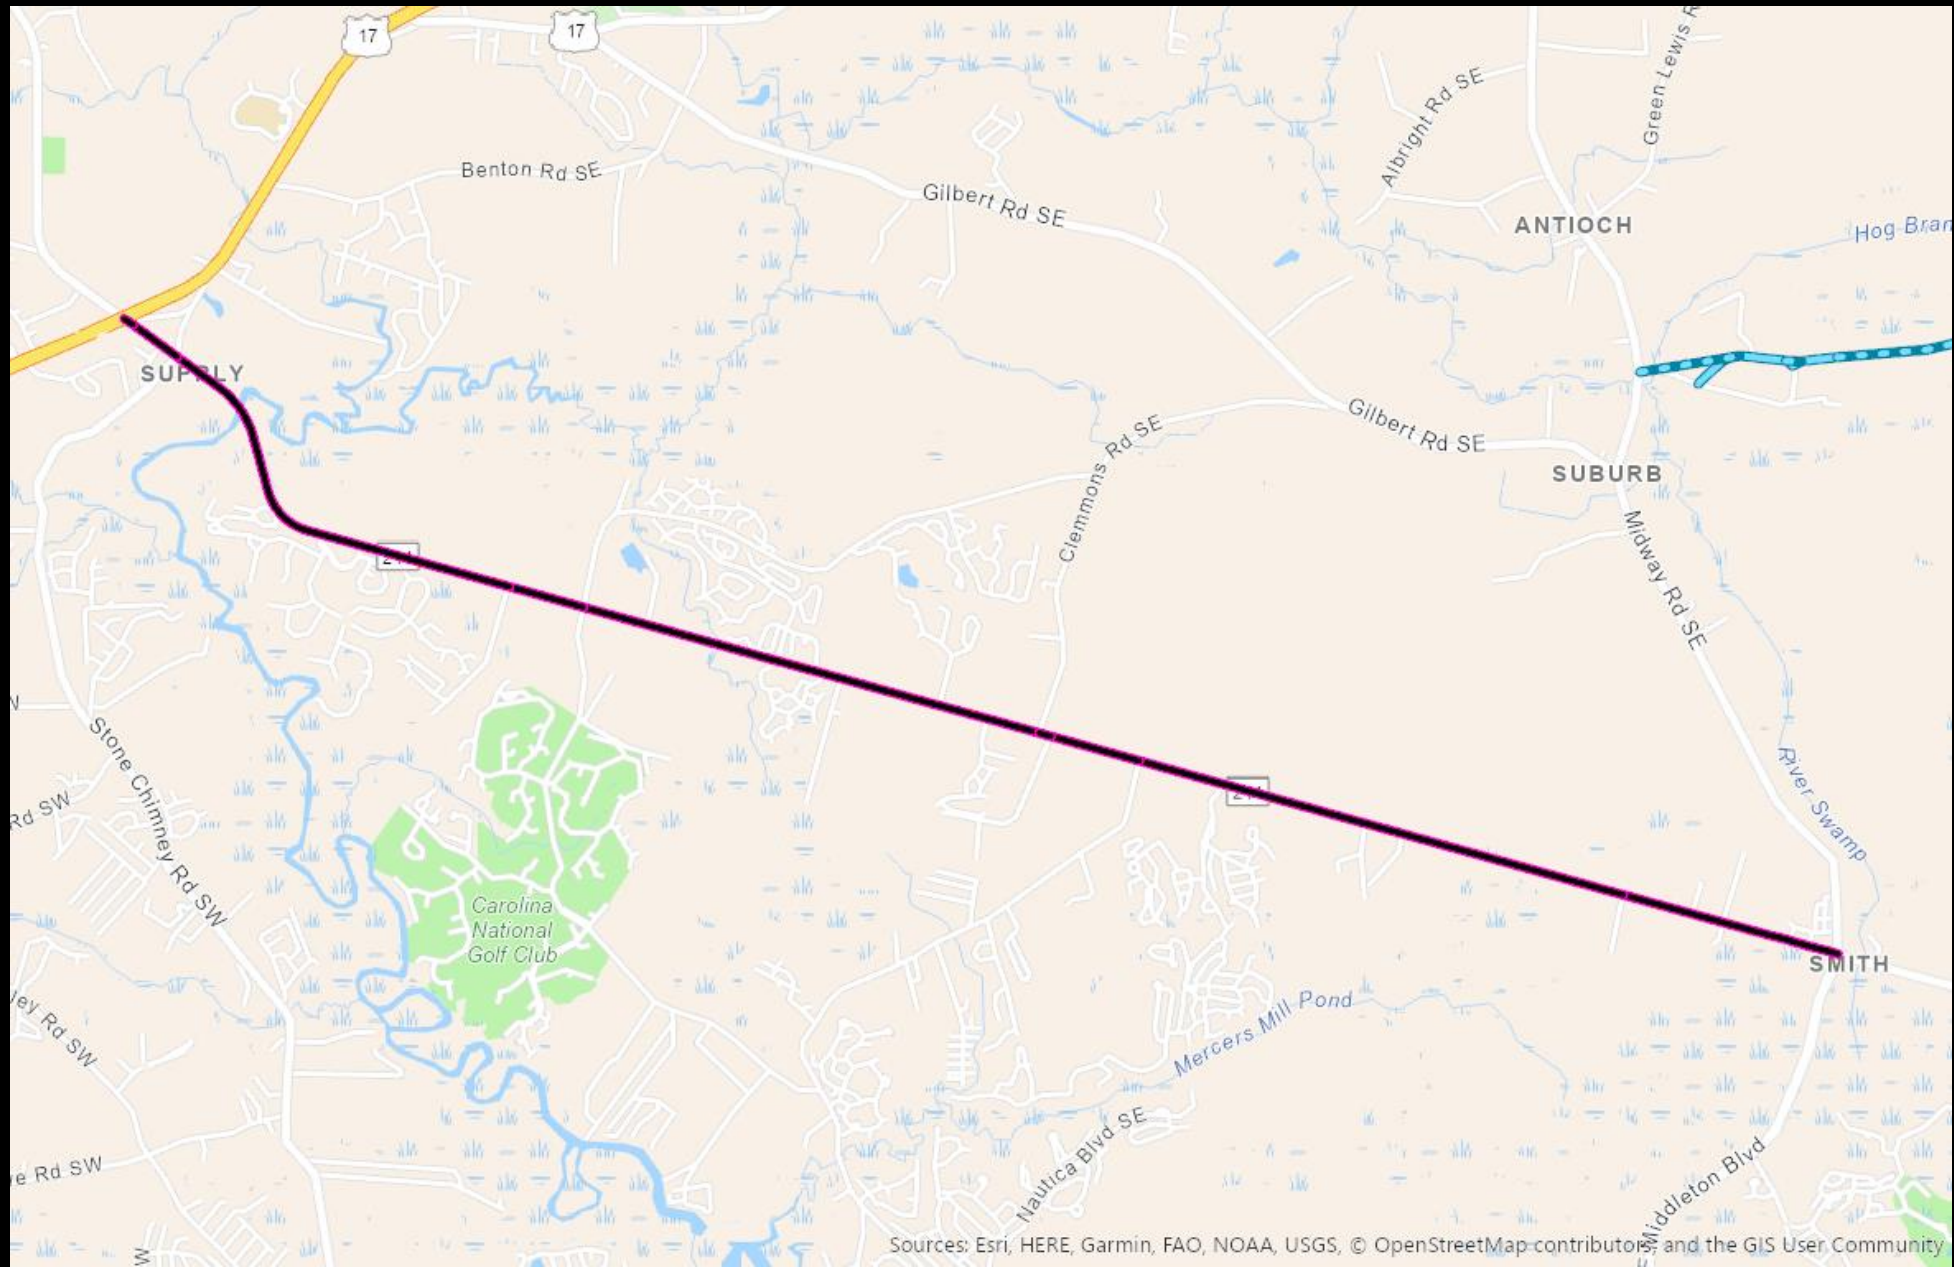 17
17
Green Lewis R
Albright Rd SE
Benton Rd SE
Gilbert Rd SE
ANTIOCH
Hog Bran
SUPPLY
Gilbert Rd SE
Clemmons Rd SE
SUBURB
Midway Rd SE
Stone Chimney Rd SW
River Swamp
Rd SW
Carolina
National
Golf Club
SMITH
Mercers Mill Pond
ey Rd SW
Nautica Blvd SE
e Rd SW
E Middleton Blvd
W
W
Sources: Esri, HERE, Garmin, FAO, NOAA, USGS, © OpenStreetMap contributors, and the GIS User Community